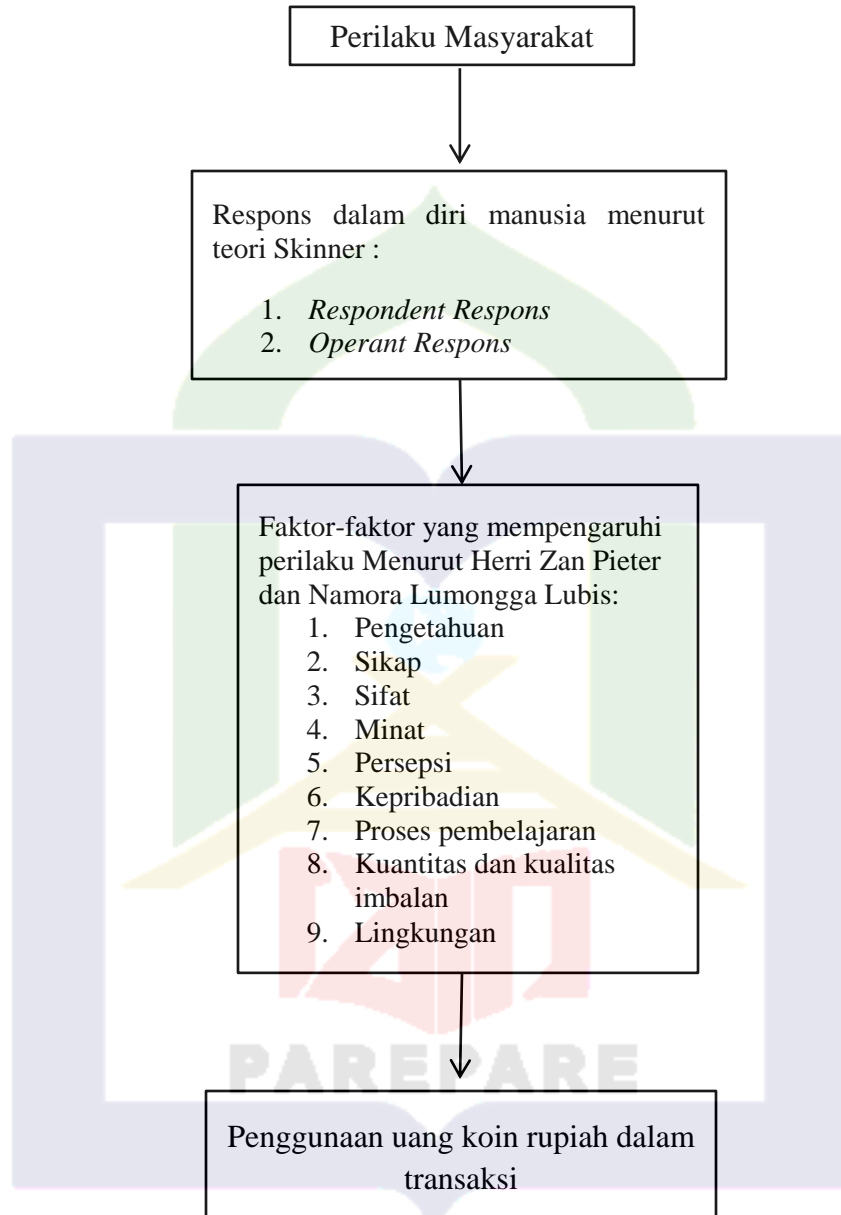 Perilaku Masyarakat
Respons dalam diri manusia menurut
teori Skinner :
1. Respondent Respons
2. Operant Respons
Faktor-faktor yang mempengaruhi
perilaku Menurut Herri Zan Pieter
dan Namora Lumongga Lubis:
1. Pengetahuan
2. Sikap
3. Sifat
4. Minat
5. Persepsi
6. Kepribadian
7. Proses pembelajaran
8. Kuantitas dan kualitas
imbalan
9. Lingkungan
PAREPARE
Penggunaan uang koin rupiah dalam
transaksi